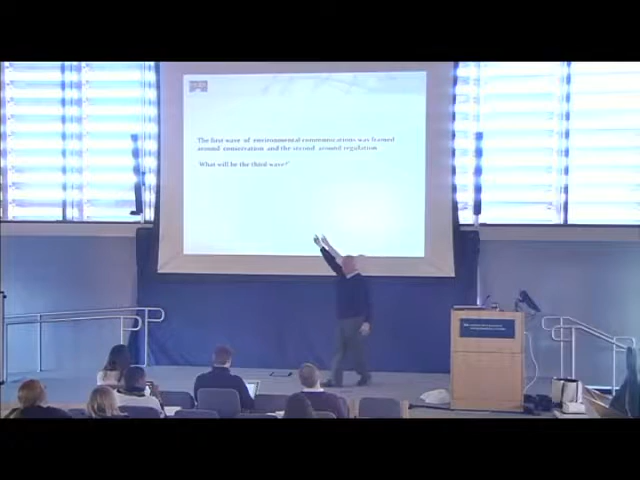 The first wave of environmental communications was framed
around conservation and the second around regulation
"What will be the third wave?"